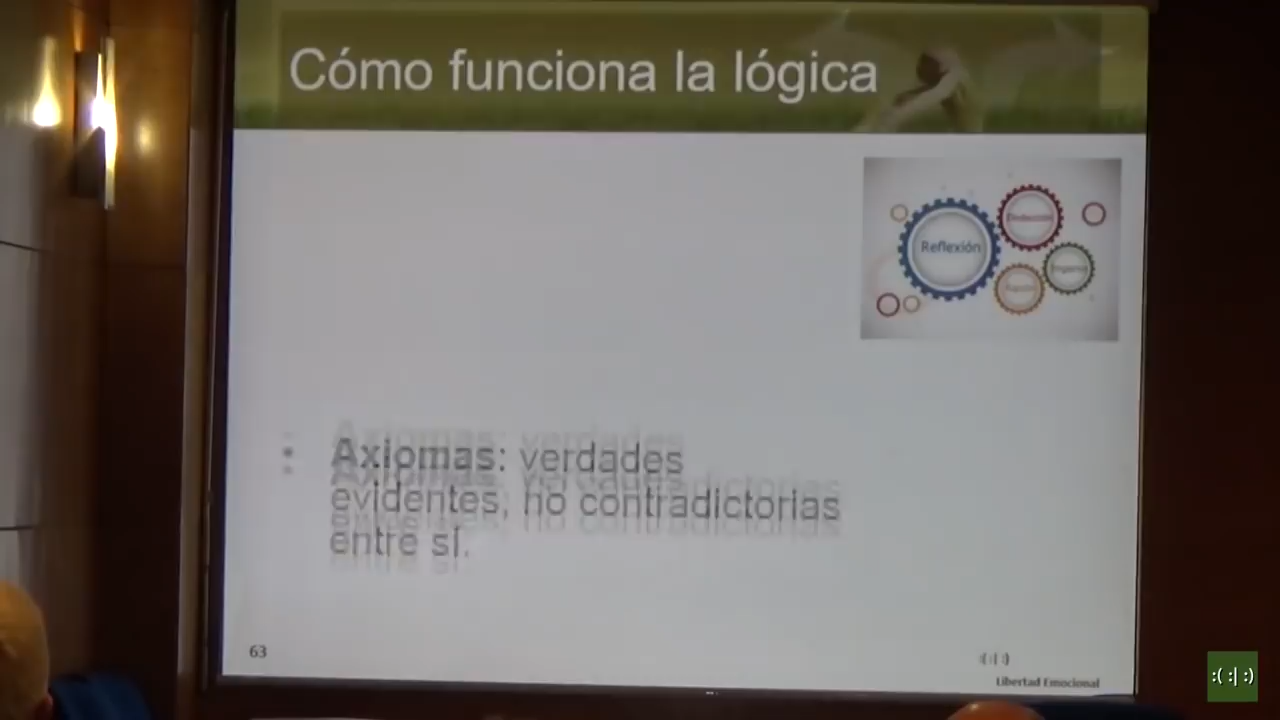 Cómo funciona la lógica
Reflexión
• Axiomas: verdades
evidentes, no contradictorias
entre sí.
63
:( :| :)
Libertad Emocional
:( :| :)